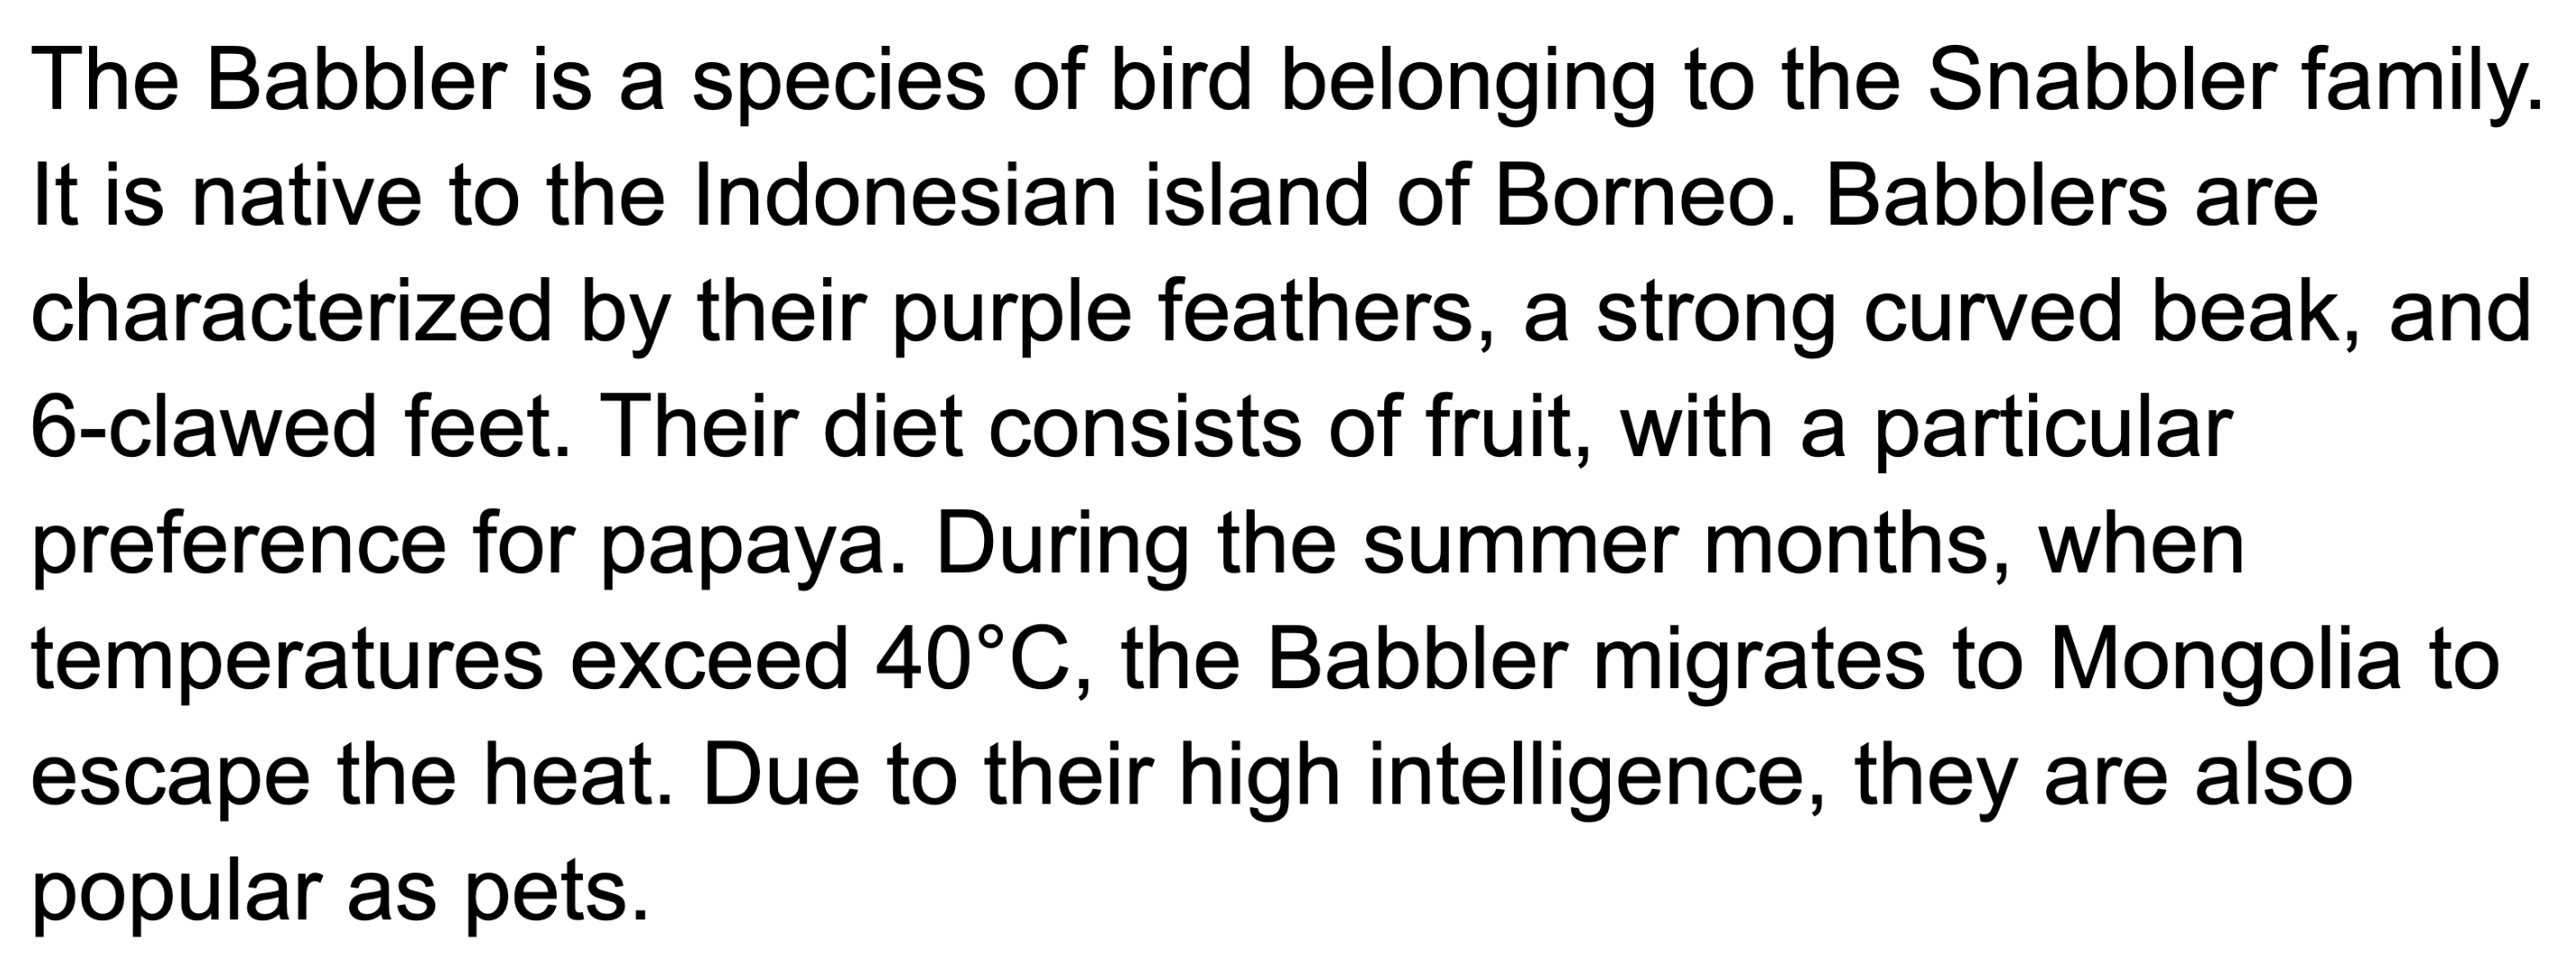 The Babbler is a species of bird belonging to the Snabbler family.
It is native to the Indonesian island of Borneo. Babblers are
characterized by their purple feathers, a strong curved beak, and
6-clawed feet. Their diet consists of fruit, with a particular
preference for papaya. During the summer months, when
temperatures exceed 40°C, the Babbler migrates to Mongolia to
escape the heat. Due to their high intelligence, they are also
popular as pets.